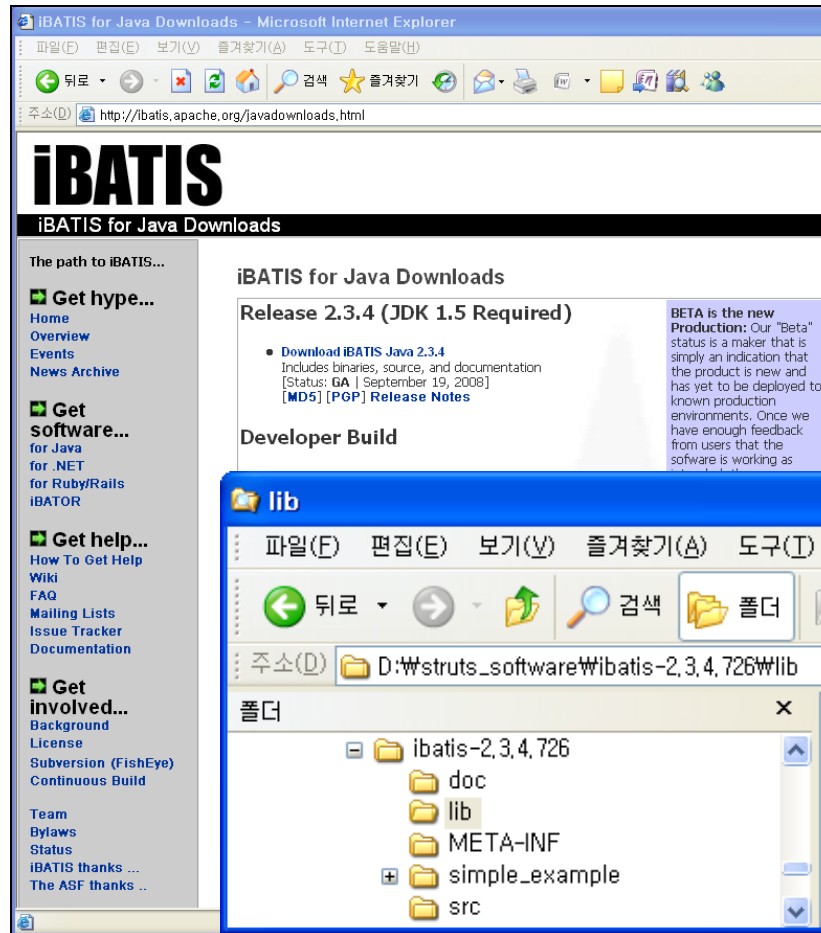 iBATIS for Java Downloads - Microsoft Internet Explorer
파일(F) 편집(E) 보기(V) 즐겨찾기(A) 도구(T) 도움말(H)
뒤로 검색 즐겨찾기
주소(D) http://ibatis.apache.org/javadownloads.html
iBATIS
iBATIS for Java Downloads
The path to iBATIS...
Get hype...
Home
Overview
Events
News Archive
Get
software...
for Java
for .NET
for Ruby/Rails
iBATOR
Get help...
How To Get Help
Wiki
FAQ
Mailing Lists
Issue Tracker
Documentation
Get
involved...
Background
License
Subversion (FishEye)
Continuous Build
Team
Bylaws
Status
iBATIS thanks ...
The ASF thanks ..
iBATIS for Java Downloads
Release 2.3.4 (JDK 1.5 Required)
Download iBATIS Java 2.3.4
Includes binaries, source, and documentation
[Status: GA | September 19, 2008]
[MD5] [PGP] Release Notes
Developer Build
BETA is the new
Production: Our "Beta"
status is a maker that is
simply an indication that
the product is new and
has yet to be deployed to
known production
environments. Once we
have enough feedback
from users that the
sofware is working as
lib
파일(F) 편집(E) 보기(V) 즐겨찾기(A) 도구(T)
뒤로 검색 폴더
주소(D) D:₩struts_software₩ibatis-2.3.4.726₩lib
폴더
ibatis-2.3.4.726
doc
lib
META-INF
simple_example
src